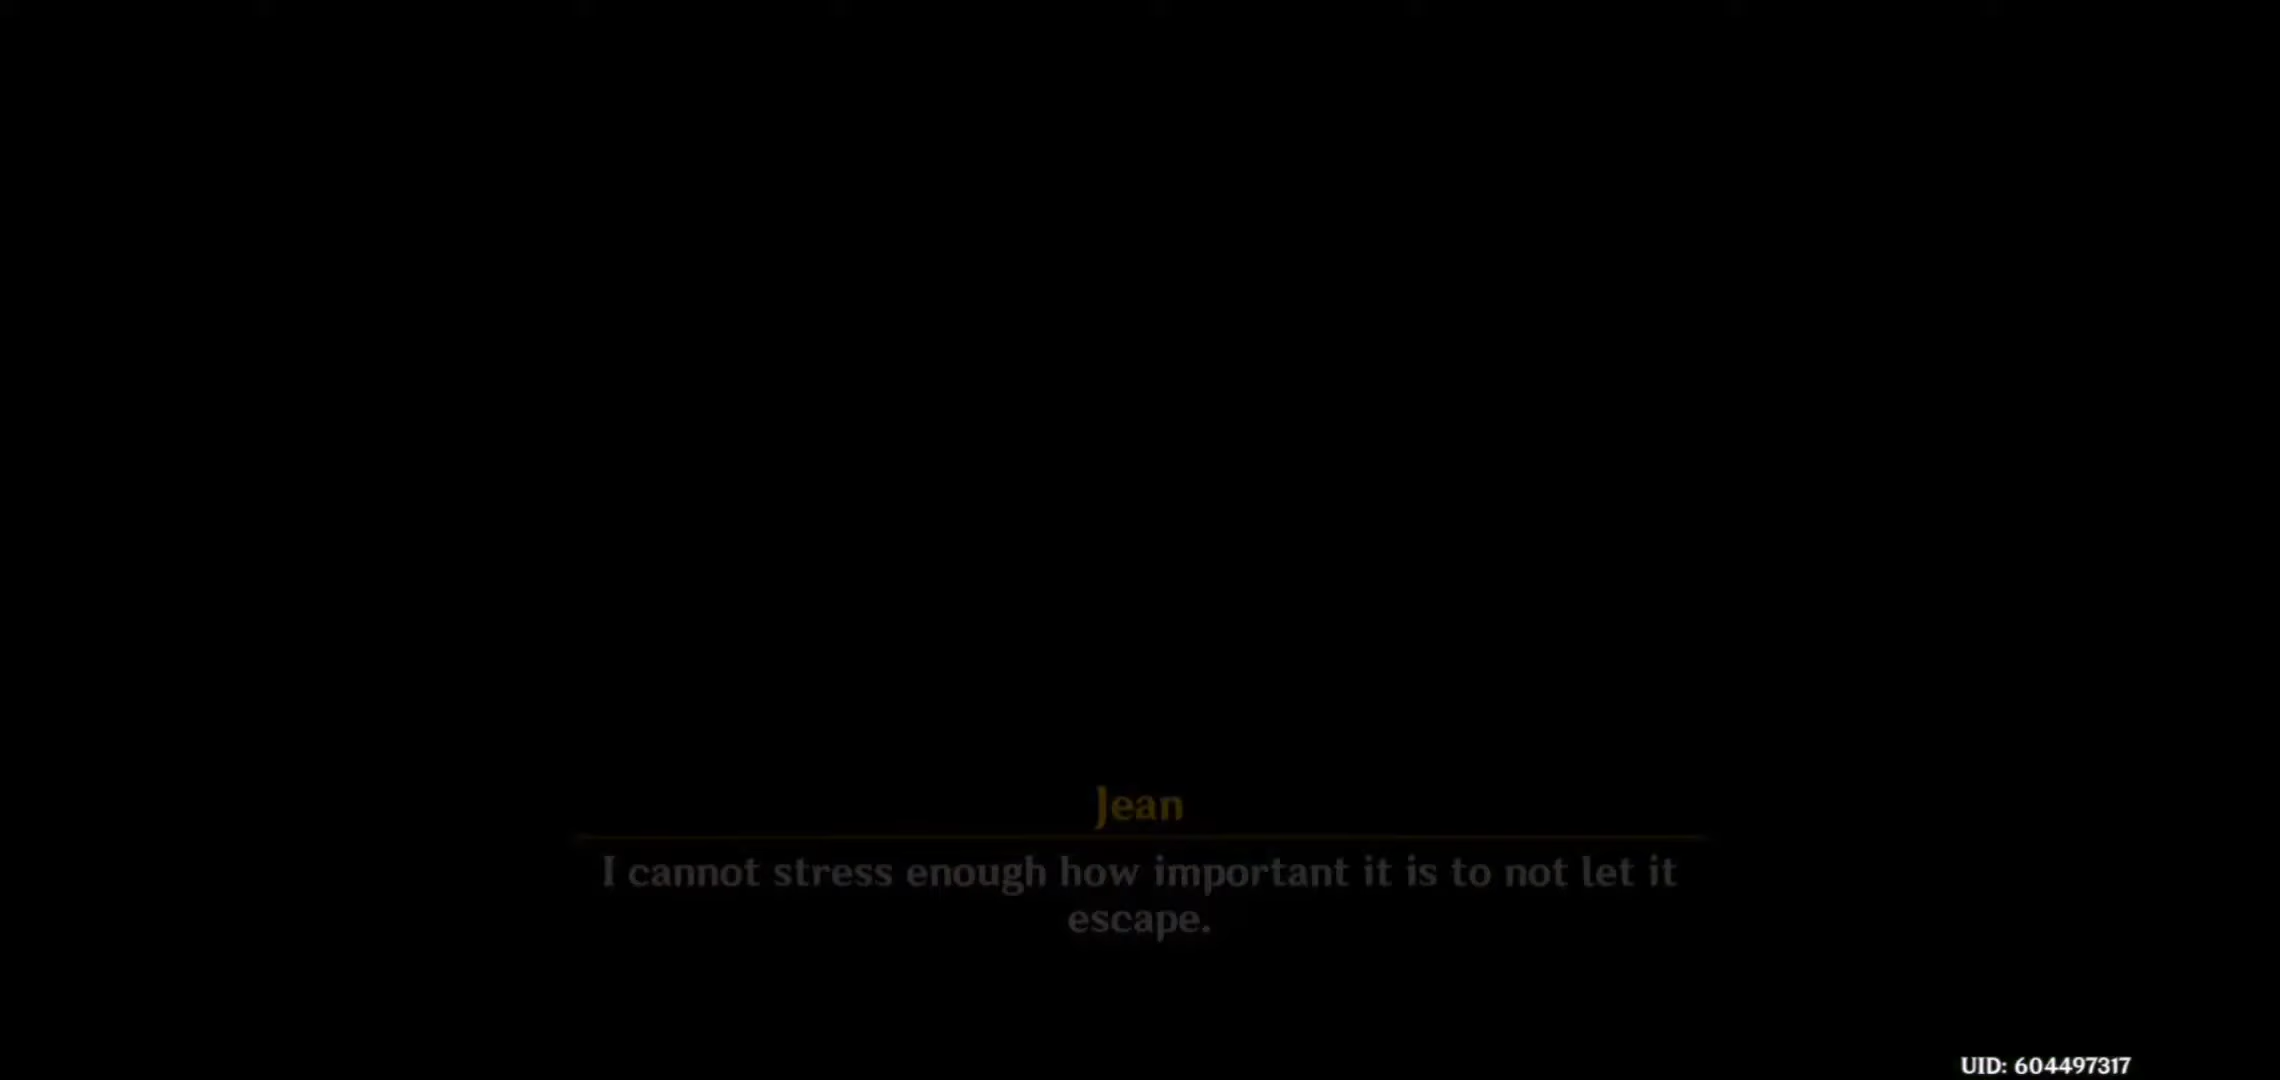 Jean
I cannot stress enough how important it is to not let it
escape.
UID: 604497317